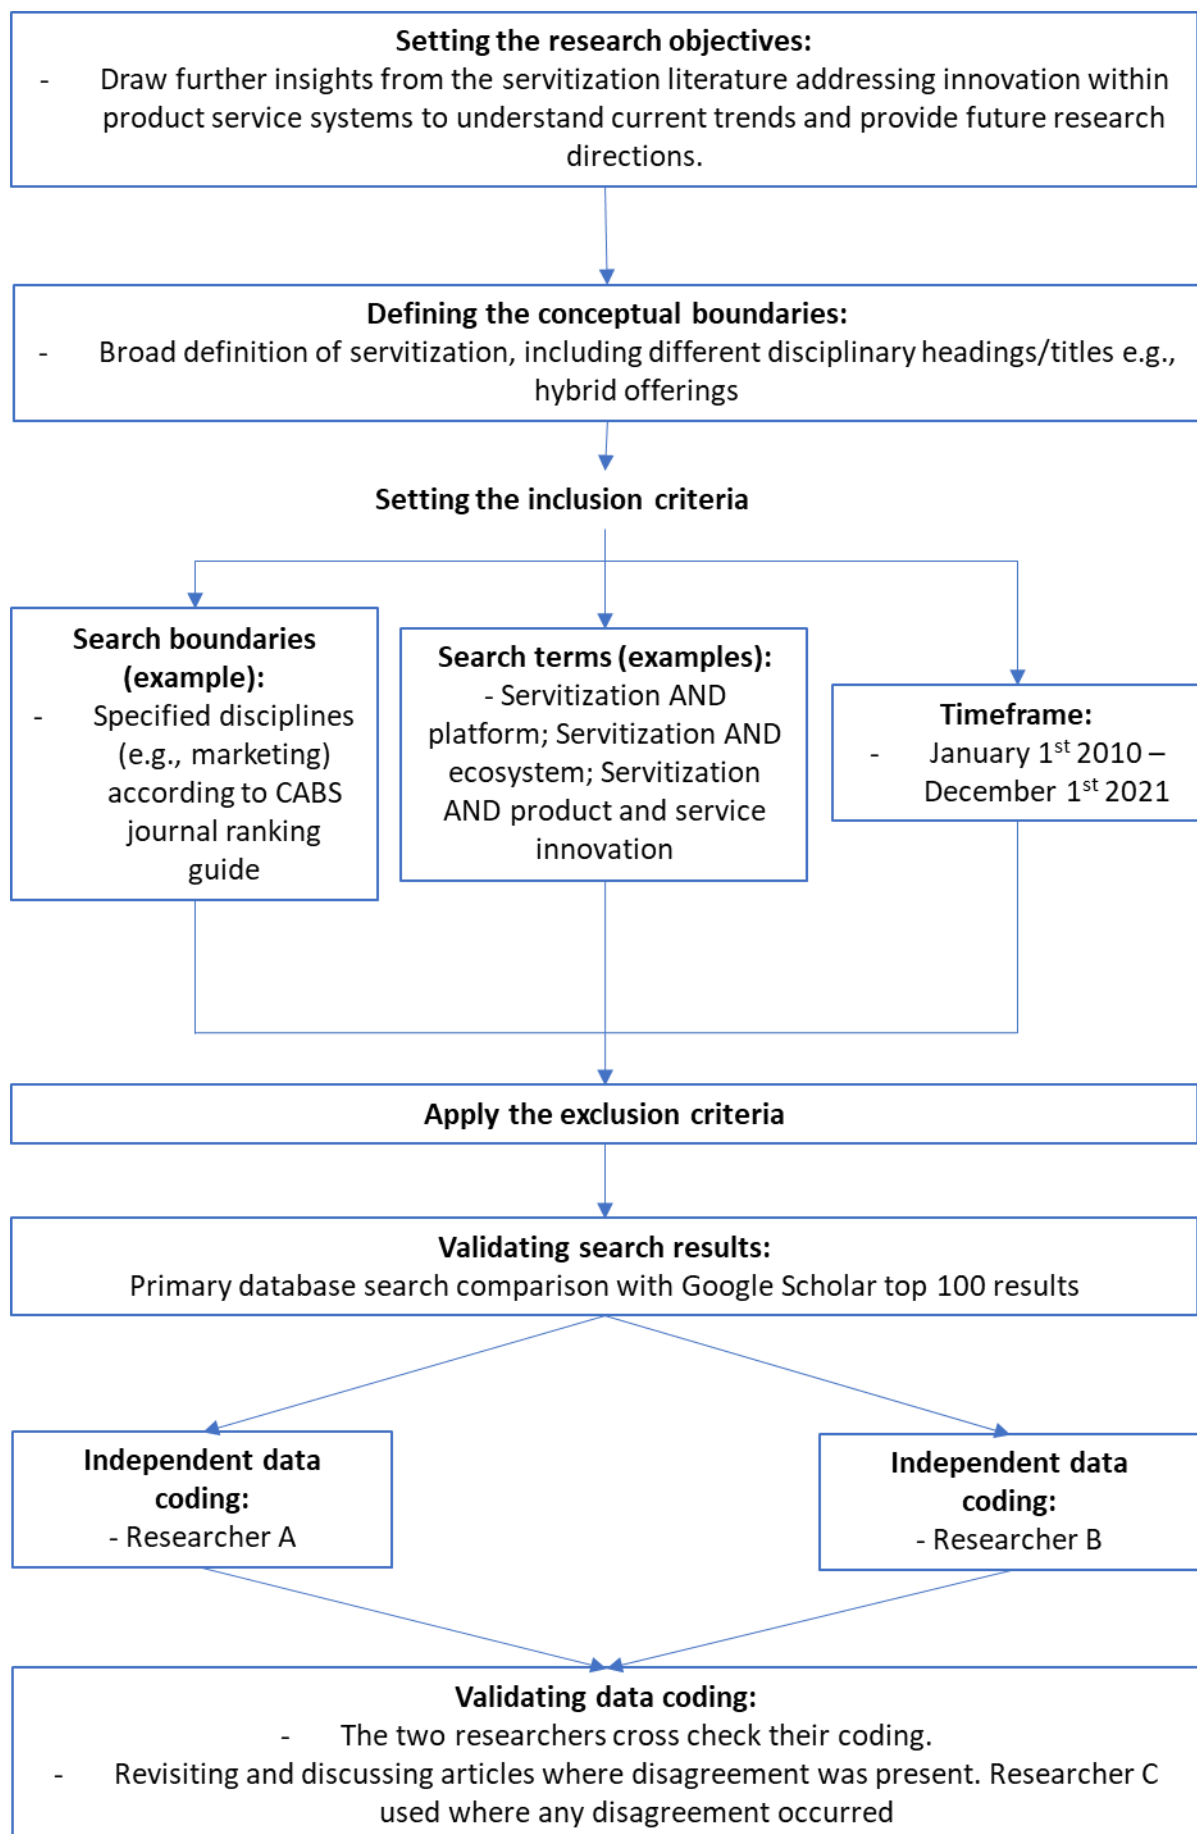 Setting the research objectives:
- Draw further insights from the servitization literature addressing innovation within
product service systems to understand current trends and provide future research
directions.
Defining the conceptual boundaries:
- Broad definition of servitization, including different disciplinary headings/titles e.g.,
hybrid offerings
Setting the inclusion criteria
Search boundaries
(example):
- Specified disciplines
(e.g., marketing)
according to CABS
journal ranking
guide
Search terms (examples):
- Servitization AND
platform; Servitization AND
ecosystem; Servitization
AND product and service
innovation
Timeframe:
- January 1st 2010 –
December 1st 2021
Apply the exclusion criteria
Validating search results:
Primary database search comparison with Google Scholar top 100 results
Independent data
coding:
- Researcher A
Independent data
coding:
- Researcher B
Validating data coding:
- The two researchers cross check their coding.
- Revisiting and discussing articles where disagreement was present. Researcher C
used where any disagreement occurred